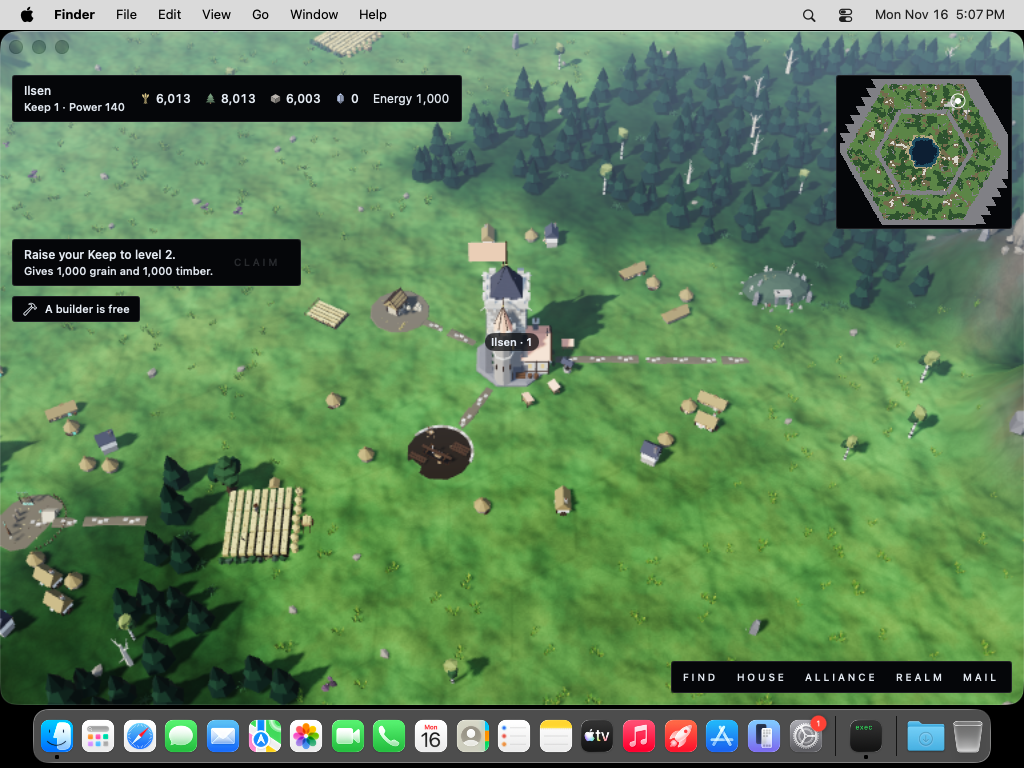 Finder File Edit View Go Window Help Mon Nov 16 5:07 PM
Ilsen
Keep 1 · Power 140
6,013 8,013 6,003 0 Energy 1,000
Raise your Keep to level 2.
Gives 1,000 grain and 1,000 timber.
CLAIM
A builder is free
Ilsen · 1
FIND HOUSE ALLIANCE REALM MAIL
Mon
16
tv
1
exec